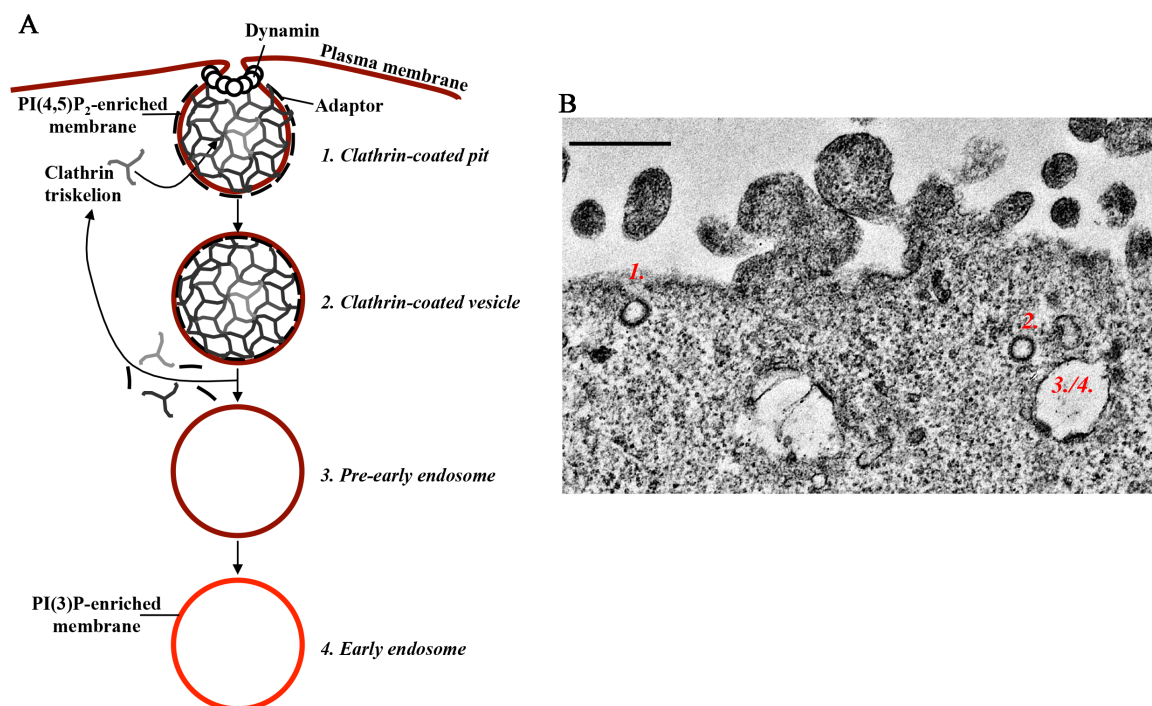 A
Dynamin
Plasma membrane
PI(4,5)P2-enriched
membrane
Adaptor
1. Clathrin-coated pit
Clathrin
triskelion
2. Clathrin-coated vesicle
3. Pre-early endosome
PI(3)P-enriched
membrane
4. Early endosome
B
1.
2.
3./4.